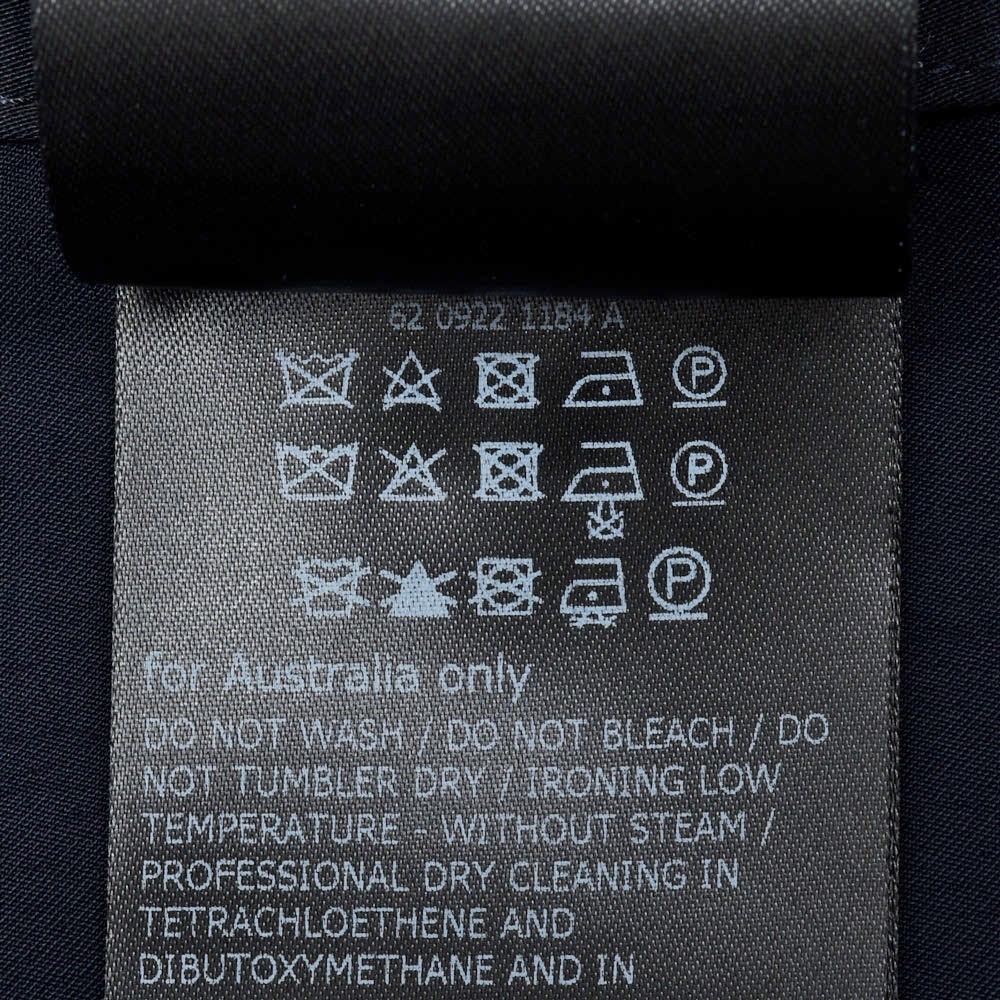 62 0922 1184 A
P
P
P
for Australia only
DO NOT WASH / DO NOT BLEACH / DO
NOT TUMBLER DRY / IRONING LOW
TEMPERATURE - WITHOUT STEAM /
PROFESSIONAL DRY CLEANING IN
TETRACHLOETHENE AND
DIBUTOXYMETHANE AND IN